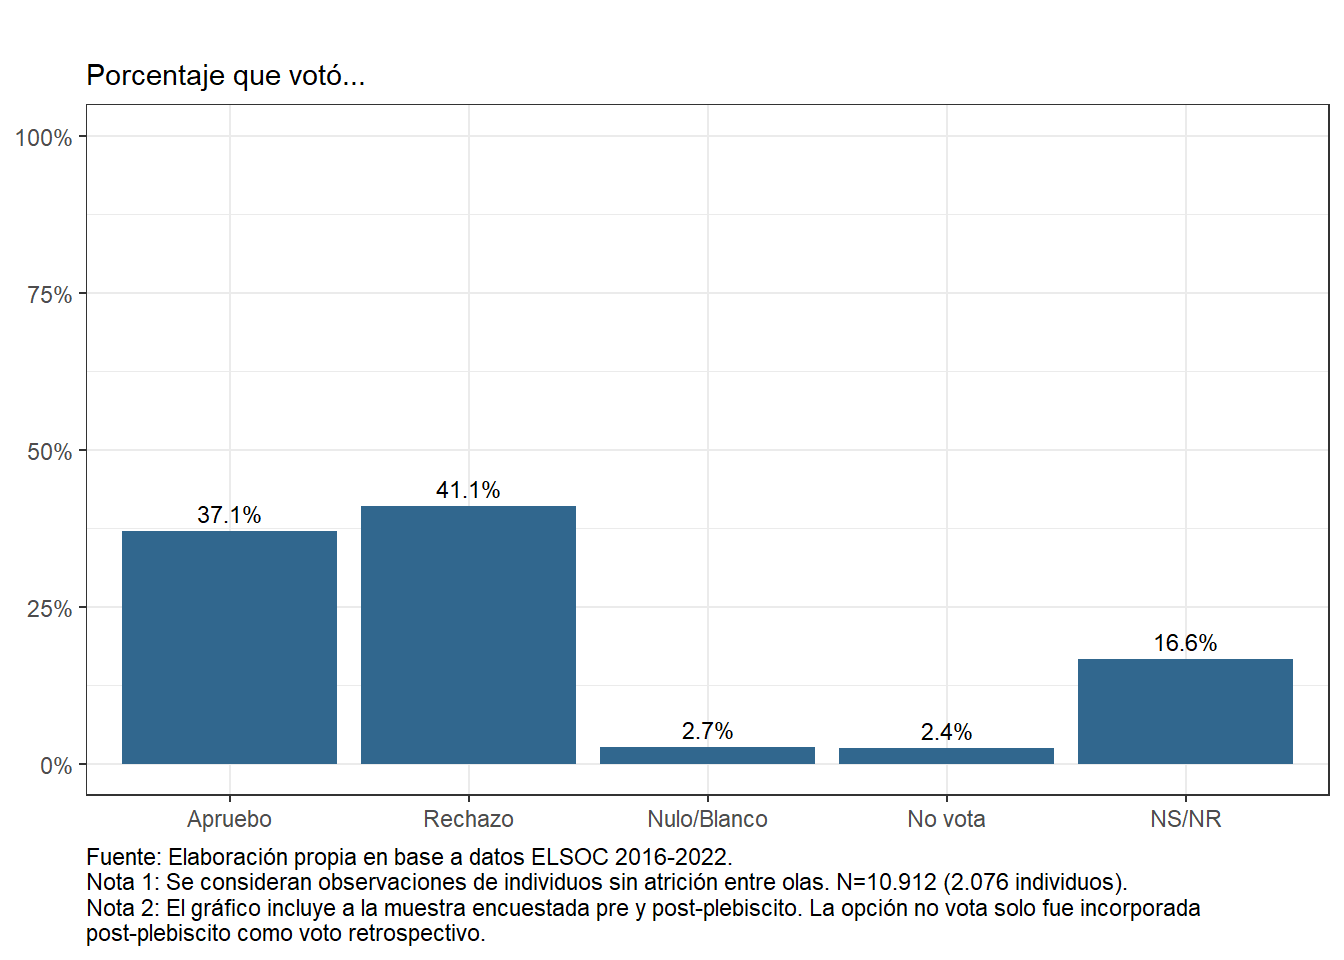 Porcentaje que votó...
100%
75%
50%
25%
0%
37.1%
41.1%
2.7%
2.4%
16.6%
Apruebo
Rechazo
Nulo/Blanco
No vota
NS/NR
Fuente: Elaboración propia en base a datos ELSOC 2016-2022.
Nota 1: Se consideran observaciones de individuos sin atrición entre olas. N=10.912 (2.076 individuos).
Nota 2: El gráfico incluye a la muestra encuestada pre y post-plebiscito. La opción no vota solo fue incorporada
post-plebiscito como voto retrospectivo.